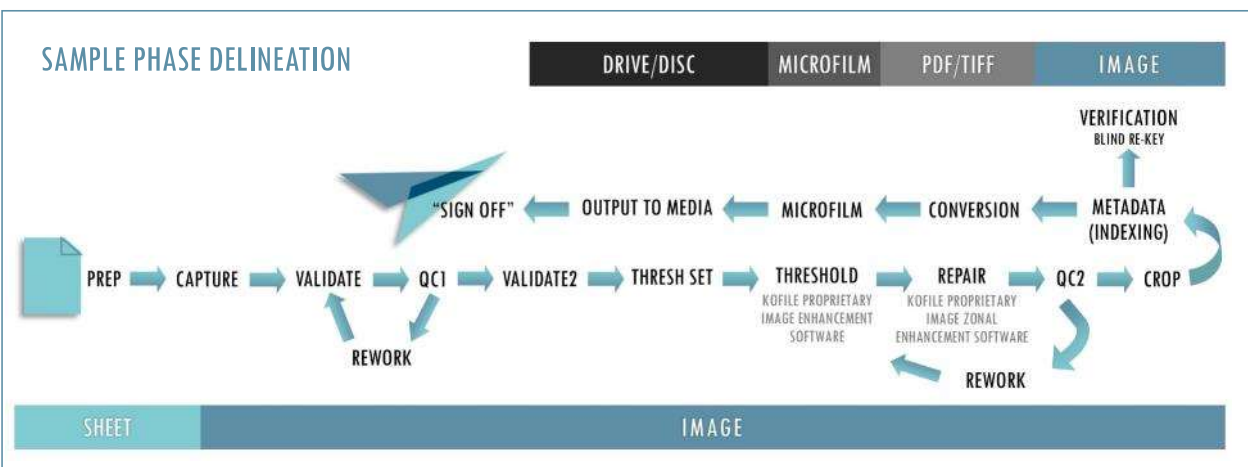 SAMPLE PHASE DELINEATION
DRIVE/DISC MICROFILM PDF/TIFF IMAGE
VERIFICATION
BLIND RE-KEY
"SIGN OFF" OUTPUT TO MEDIA MICROFILM CONVERSION METADATA
(INDEXING)
PREP CAPTURE VALIDATE QC1 VALIDATE2 THRESH SET THRESHOLD REPAIR QC2 CROP
KOFILE PROPRIETARY
IMAGE ENHANCEMENT
SOFTWARE
KOFILE PROPRIETARY
IMAGE ZONAL
ENHANCEMENT SOFTWARE
REWORK
REWORK
SHEET IMAGE